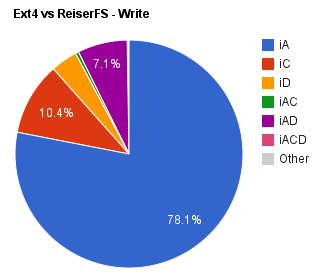 Ext4 vs ReiserFS - Write
7.1%
10.4%
78.1%
iA
iC
iD
iAC
iAD
iACD
Other